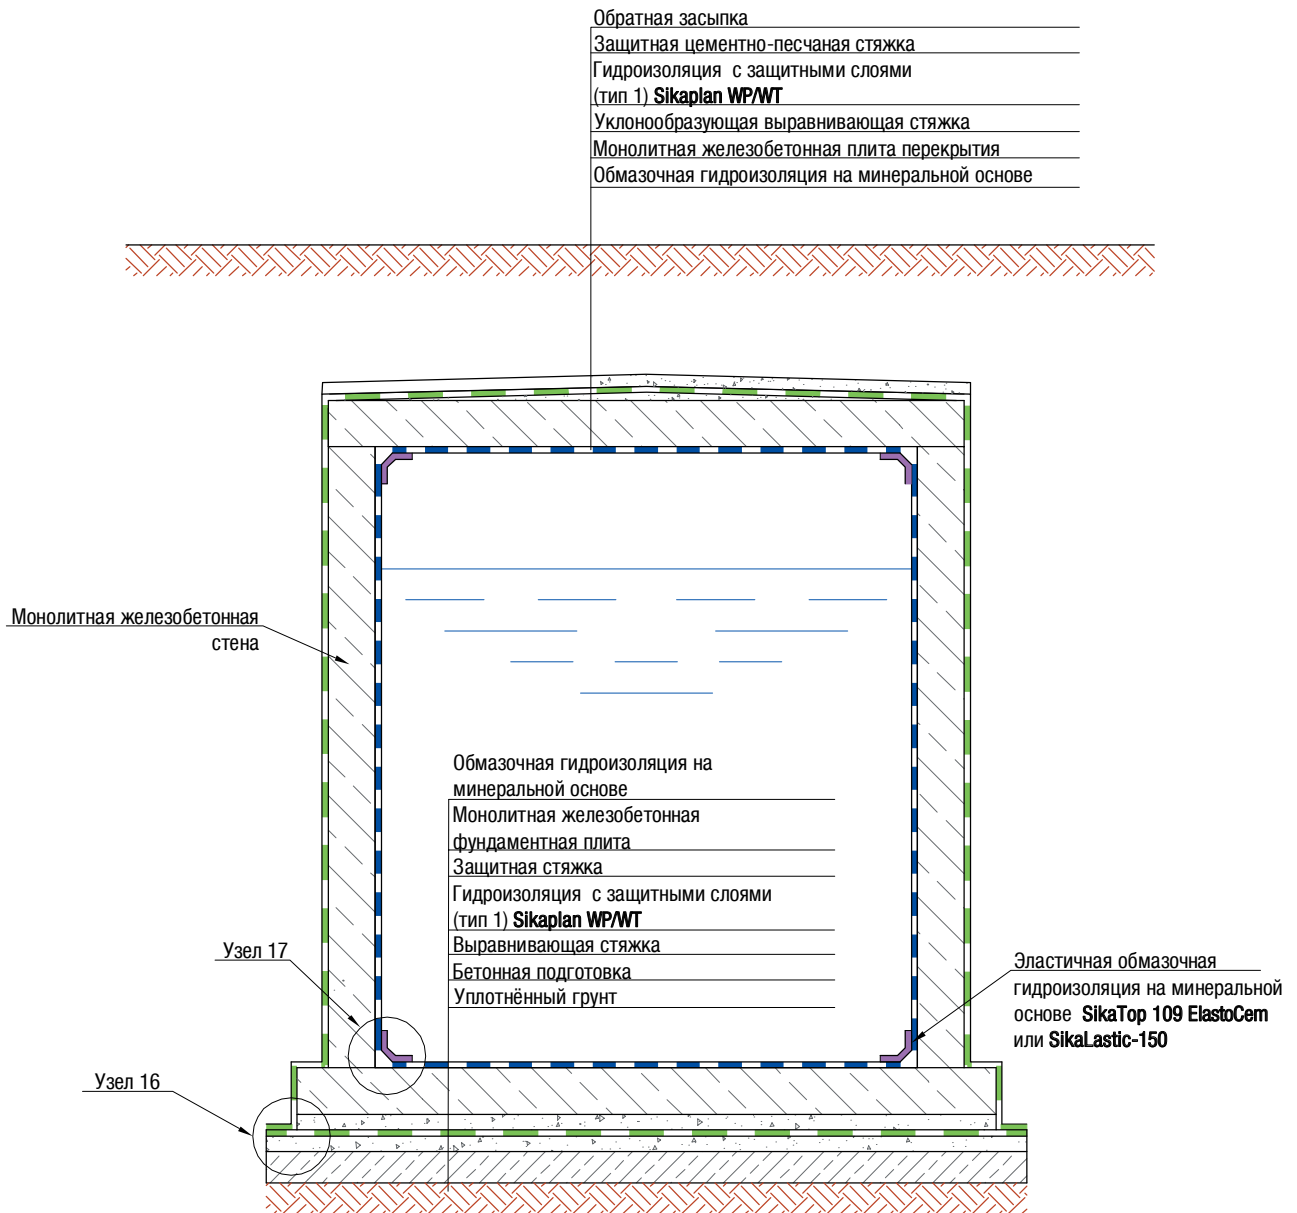 Обратная засыпка
Защитная цементно-песчаная стяжка
Гидроизоляция с защитными слоями
(тип 1) Sikaplan WP/WT
Уклонообразующая выравнивающая стяжка
Монолитная железобетонная плита перекрытия
Обмазочная гидроизоляция на минеральной основе
Монолитная железобетонная
стена
Обмазочная гидроизоляция на
минеральной основе
Монолитная железобетонная
фундаментная плита
Защитная стяжка
Гидроизоляция с защитными слоями
(тип 1) Sikaplan WP/WT
Выравнивающая стяжка
Бетонная подготовка
Уплотнённый грунт
Узел 17
Эластичная обмазочная
гидроизоляция на минеральной
основе SikaTop 109 ElastoCem
или SikaLastic-150
Узел 16